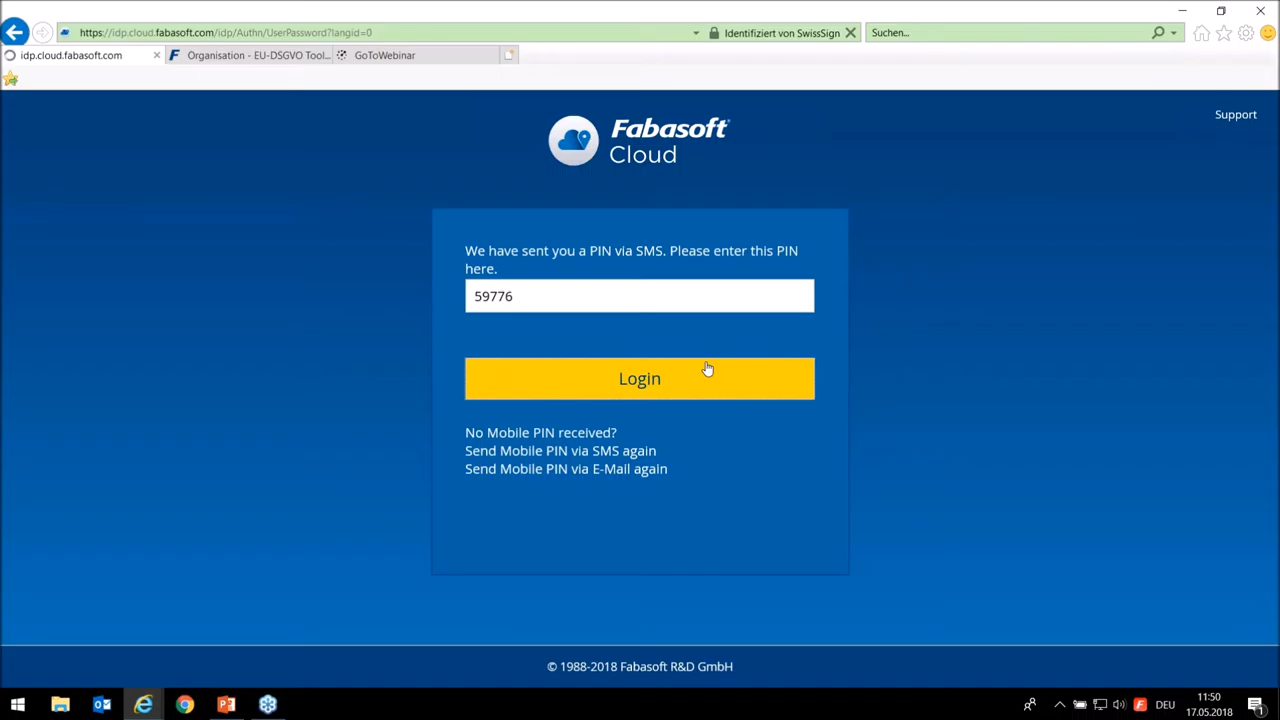 https://idp.cloud.fabasoft.com/idp/Authn/UserPassword?langid=0
Identifiziert von SwissSign
Suchen...
idp.cloud.fabasoft.com
Organisation - EU-DSGVO Tool...
GoToWebinar
Support
Fabasoft
Cloud
We have sent you a PIN via SMS. Please enter this PIN
here.
59776
Login
No Mobile PIN received?
Send Mobile PIN via SMS again
Send Mobile PIN via E-Mail again
© 1988-2018 Fabasoft R&D GmbH
DEU
11:50
17.05.2018
1